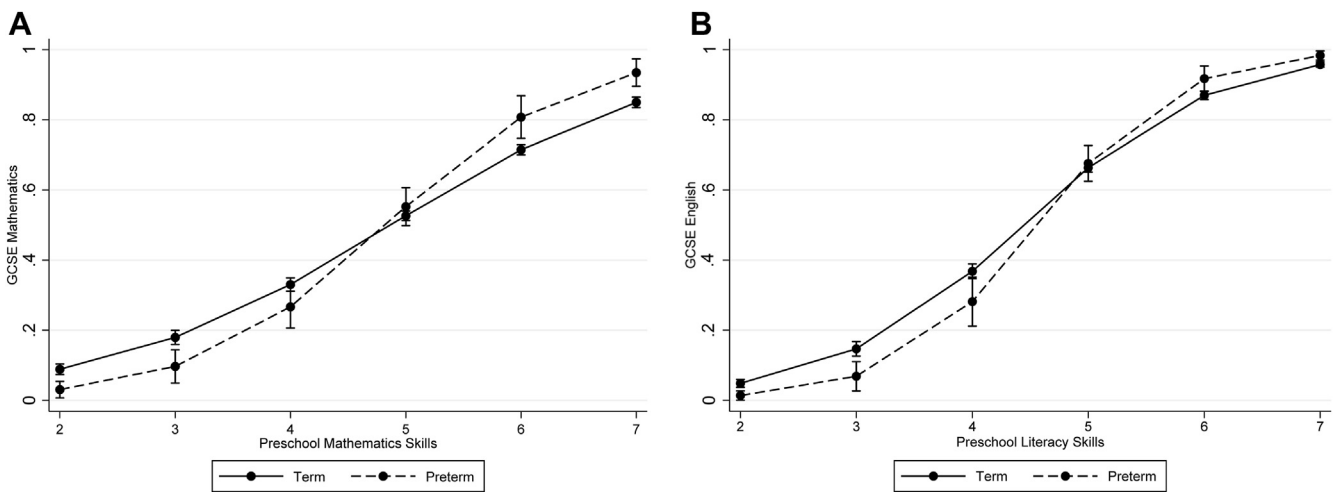 A
GCSE Mathematics
1
.8
.6
.4
.2
0
2 3 4 5 6 7
Preschool Mathematics Skills
Term Preterm
B
GCSE English
1
.8
.6
.4
.2
0
2 3 4 5 6 7
Preschool Literacy Skills
Term Preterm